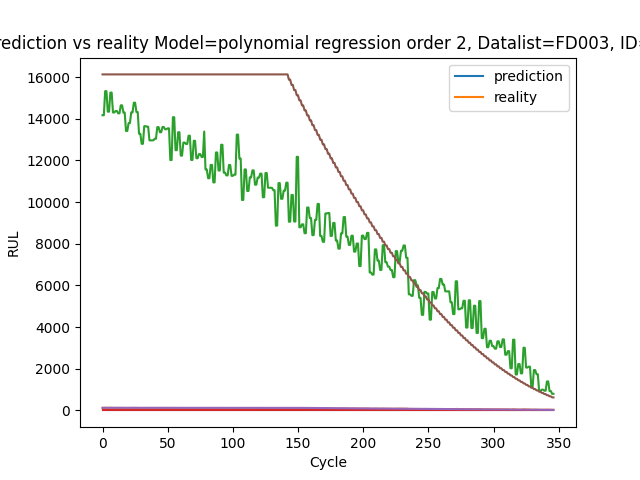 rediction vs reality Model=polynomial regression order 2, Datalist=FD003, ID=
16000
14000
12000
10000
8000
6000
4000
2000
0
RUL
prediction
reality
0 50 100 150 200 250 300 350
Cycle